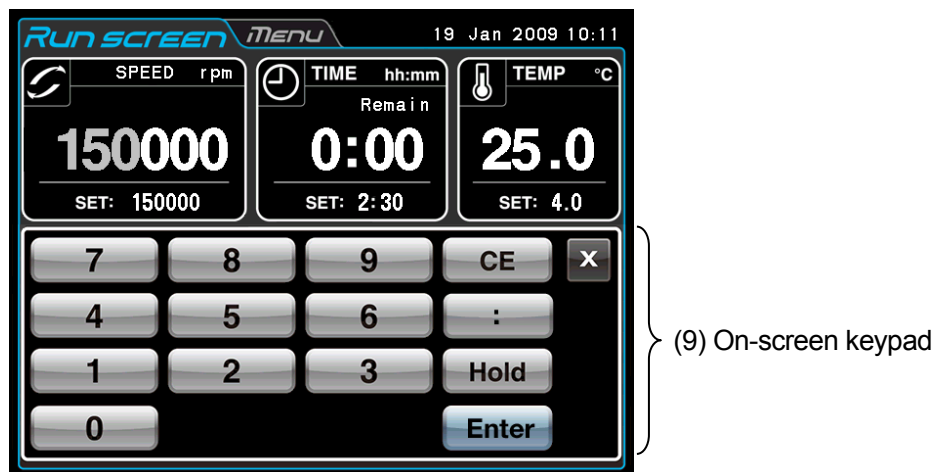 Run screen Menu 19 Jan 2009 10:11
SPEED rpm TIME hh:mm TEMP °C
Remain
150000 0:00 25.0
SET: 150000 SET: 2:30 SET: 4.0
7 8 9 CE X
4 5 6 :
(9) On-screen keypad
1 2 3 Hold
0 Enter